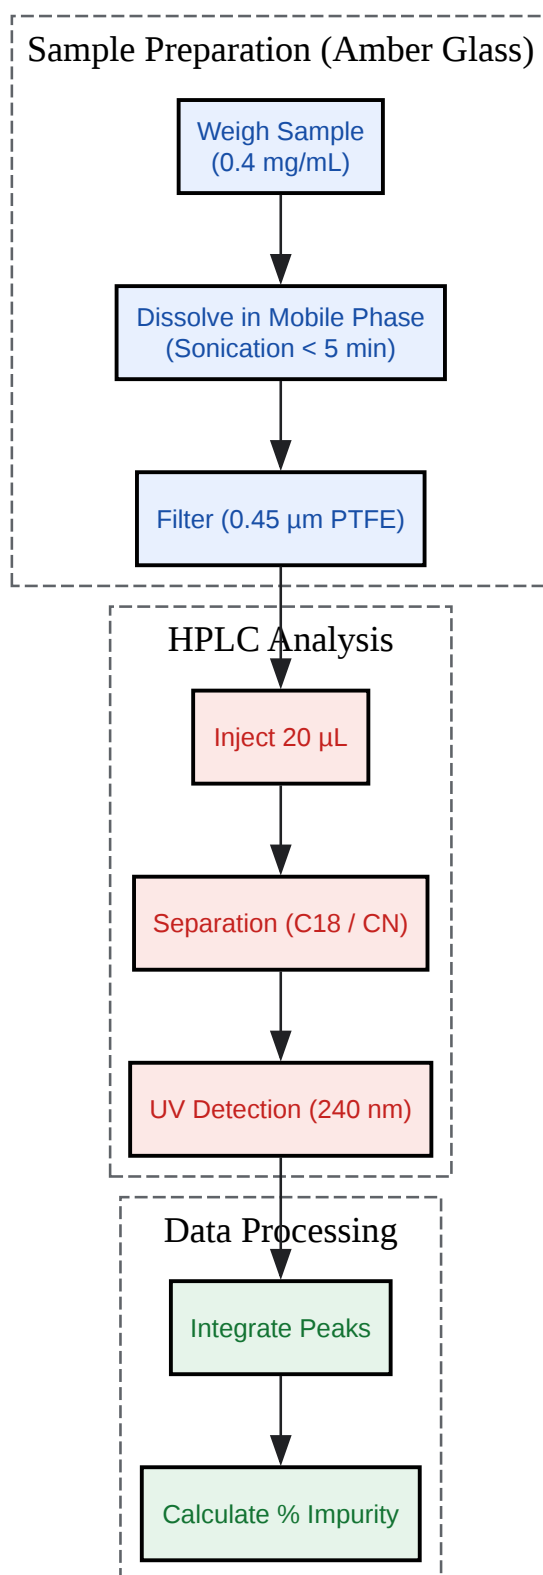 Sample Preparation (Amber Glass)
Weigh Sample
(0.4 mg/mL)
Dissolve in Mobile Phase
(Sonication < 5 min)
Filter (0.45 µm PTFE)
HPLC Analysis
Inject 20 µL
Separation (C18 / CN)
UV Detection (240 nm)
Data Processing
Integrate Peaks
Calculate % Impurity